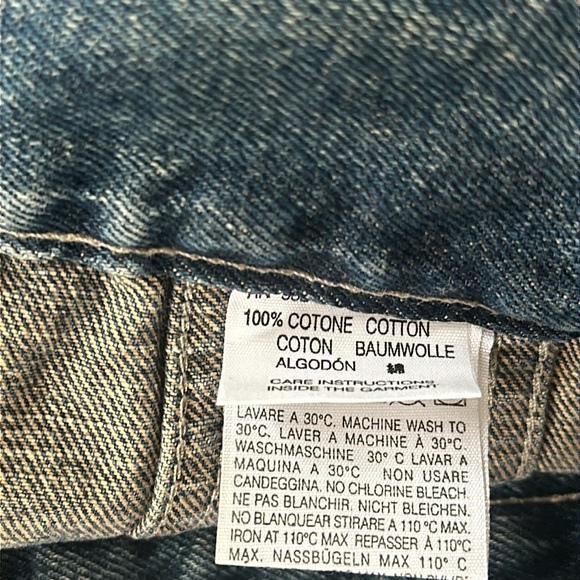 100% COTONE COTTON
COTON BAUMWOLLE
ALGODÓN
CARE INSTRUCTIONS
INSIDE THE GARMENT
LAVARE A 30°C. MACHINE WASH TO
30°C. LAVER A MACHINE À 30°C.
WASCHMASCHINE 30° C LAVAR A
MAQUINA A 30°C NON USARE
CANDEGGINA. NO CHLORINE BLEACH.
NE PAS BLANCHIR. NICHT BLEICHEN.
NO BLANQUEAR STIRARE A 110 °C MAX.
IRON AT 110°C MAX REPASSER À 110°C
MAX. NASSBÜGELN MAX 110° C